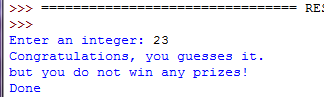 >>> ================================ RES
>>>
Enter an integer: 23
Congratulations, you guesses it.
but you do not win any prizes!
Done